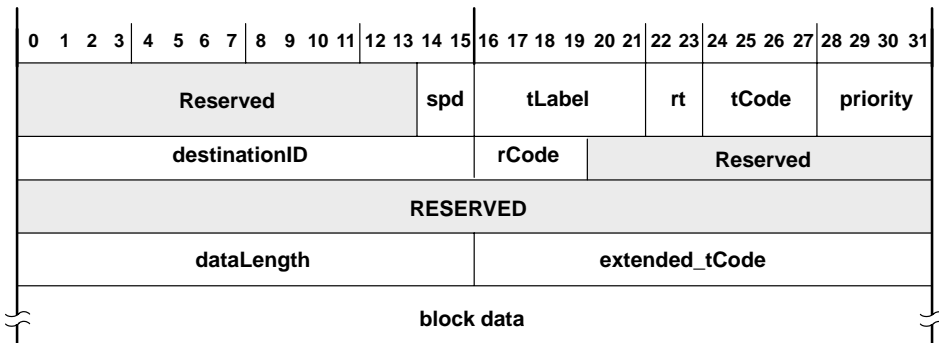 0 1 2 3 4 5 6 7 8 9 10 11 12 13 14 15 16 17 18 19 20 21 22 23 24 25 26 27 28 29 30 31
Reserved spd tLabel rt tCode priority
destinationID rCode Reserved
RESERVED
dataLength extended_tCode
block data